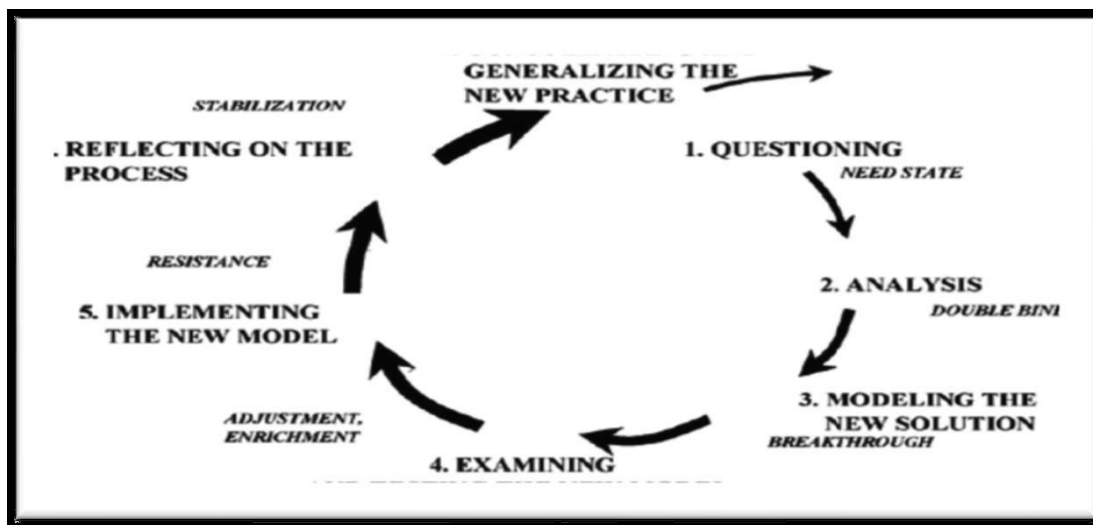 GENERALIZING THE
NEW PRACTICE
STABILIZATION
. REFLECTING ON THE
PROCESS
1. QUESTIONING
NEED STATE
RESISTANCE
2. ANALYSIS
DOUBLE BIN
5. IMPLEMENTING
THE NEW MODEL
3. MODELING THE
NEW SOLUTION
BREAKTHROUGH
ADJUSTMENT,
ENRICHMENT
4. EXAMINING